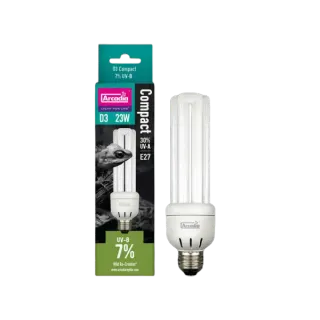 D3 Compact
7% UV-B
Arcadia
D3 23W
Compact
30%
UV-A
E27
UV-B
7%
Arcadia